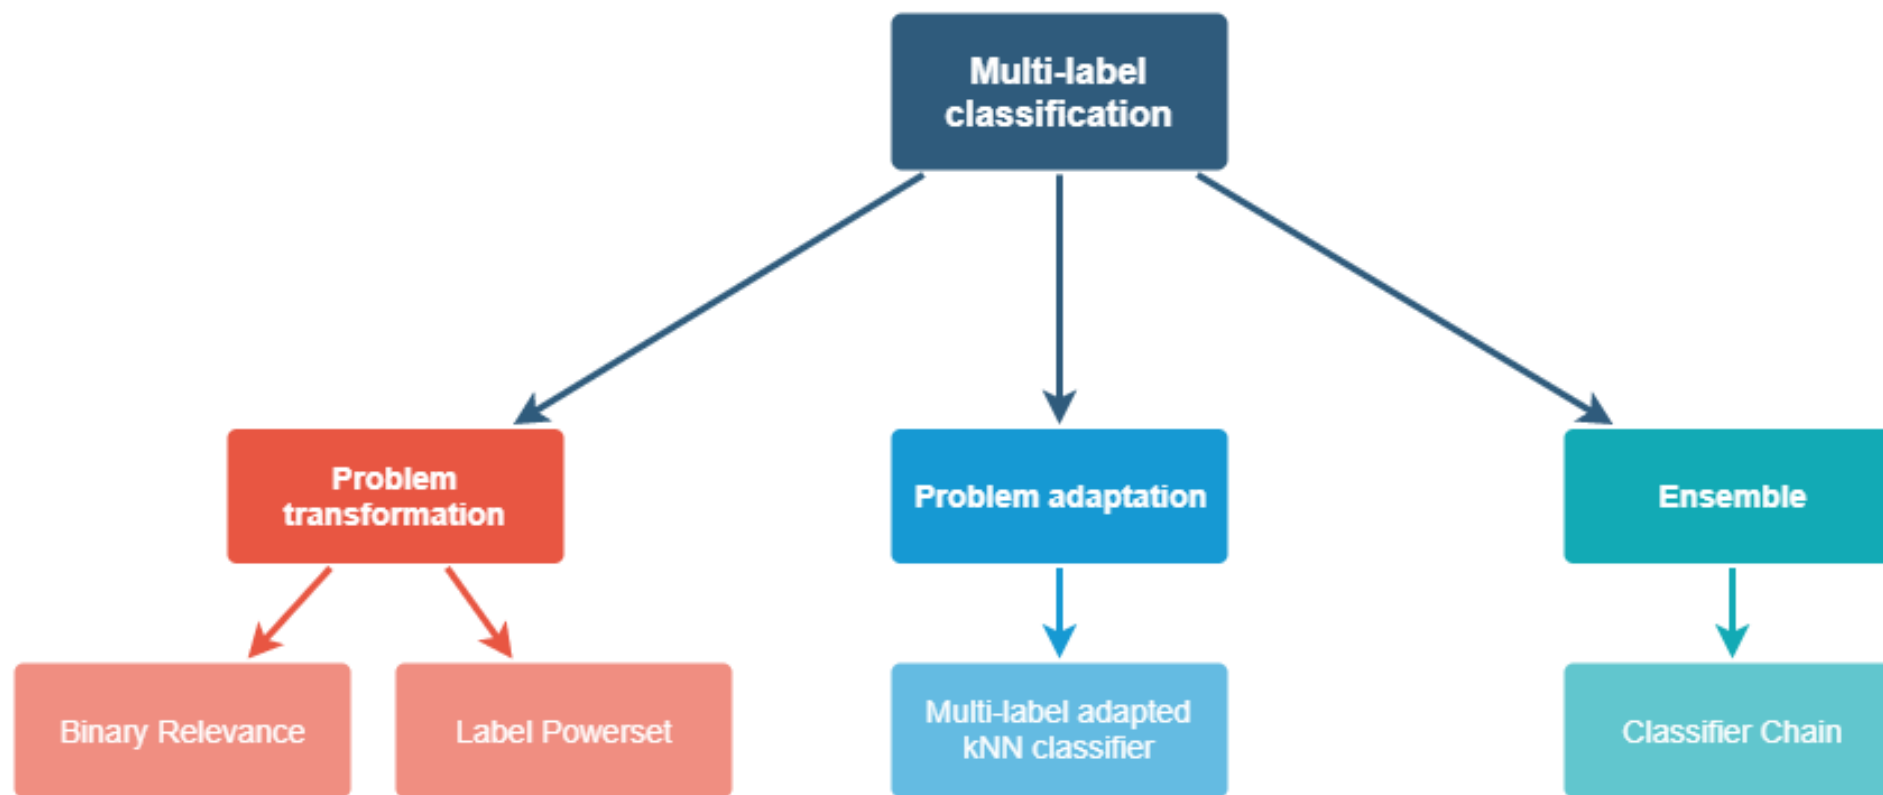 Multi-label
classification
Problem
transformation
Problem adaptation
Ensemble
Binary Relevance
Label Powerset
Multi-label adapted
kNN classifier
Classifier Chain